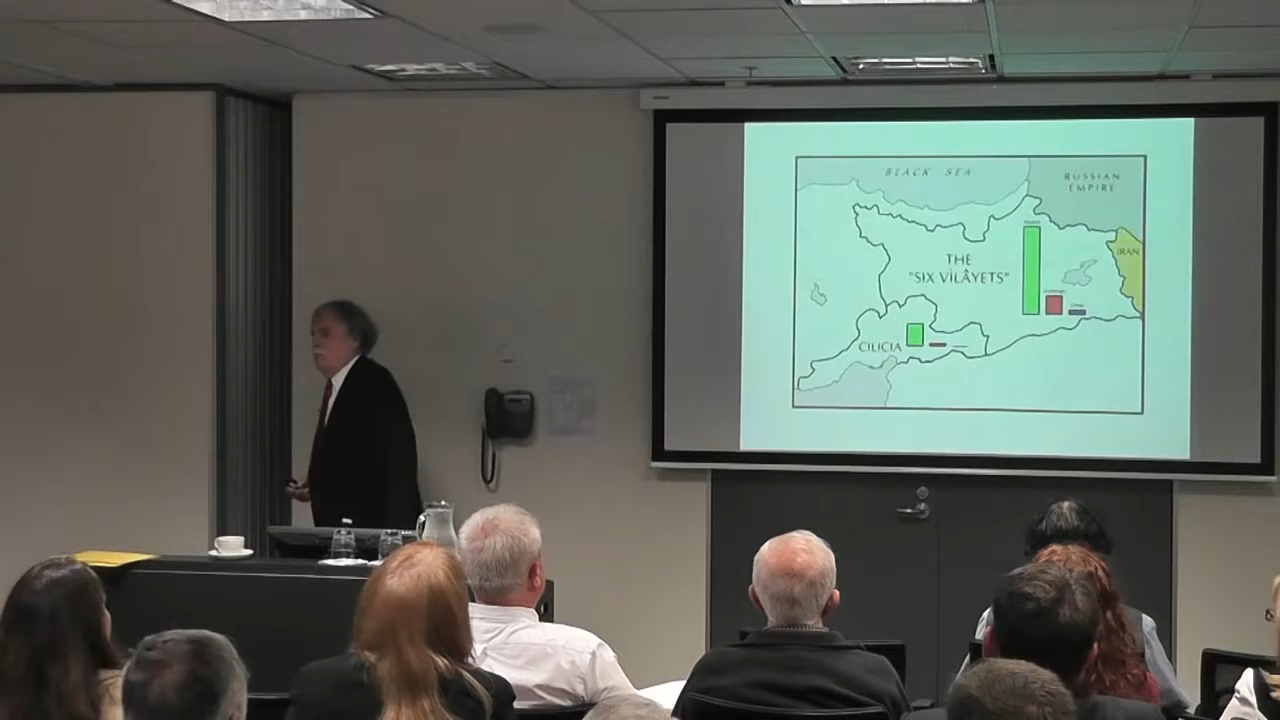 BLACK SEA
RUSSIAN
EMPIRE
IRAN
THE
"SIX VILÂYETS"
CILICIA